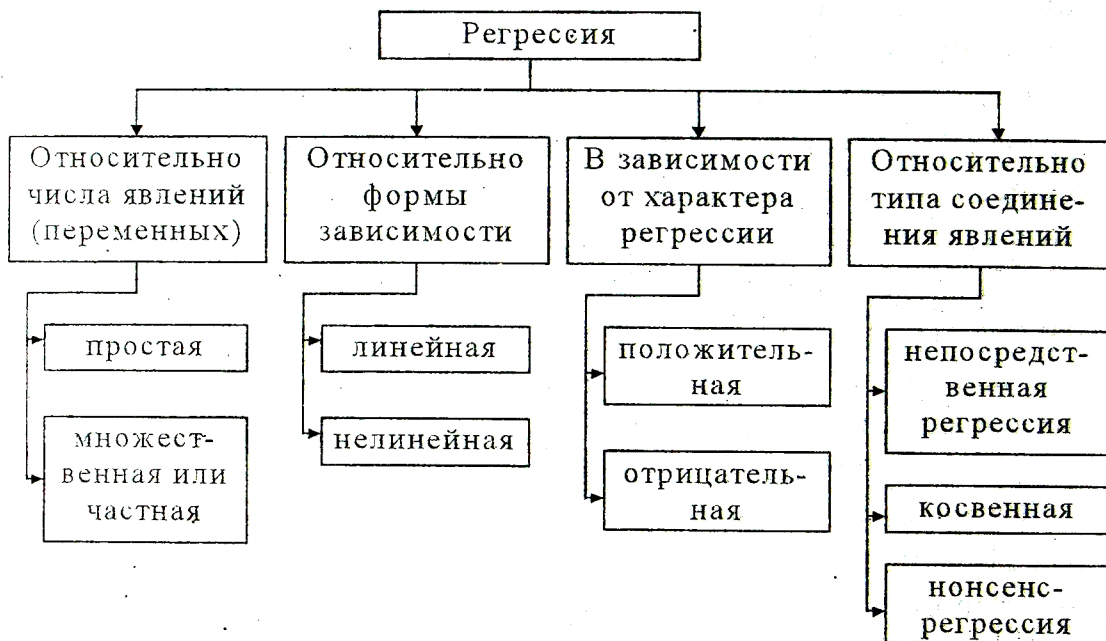 Регрессия
Относительно
числа явлений
(переменных)
простая
множест-
венная или
частная
Относительно
формы
зависимости
линейная
нелинейная
В зависимости
от характера
регрессии
положитель-
ная
отрицатель-
ная
Относительно
типа соедине-
ния явлений
непосредст-
венная
регрессия
косвенная
нонсенс-
регрессия